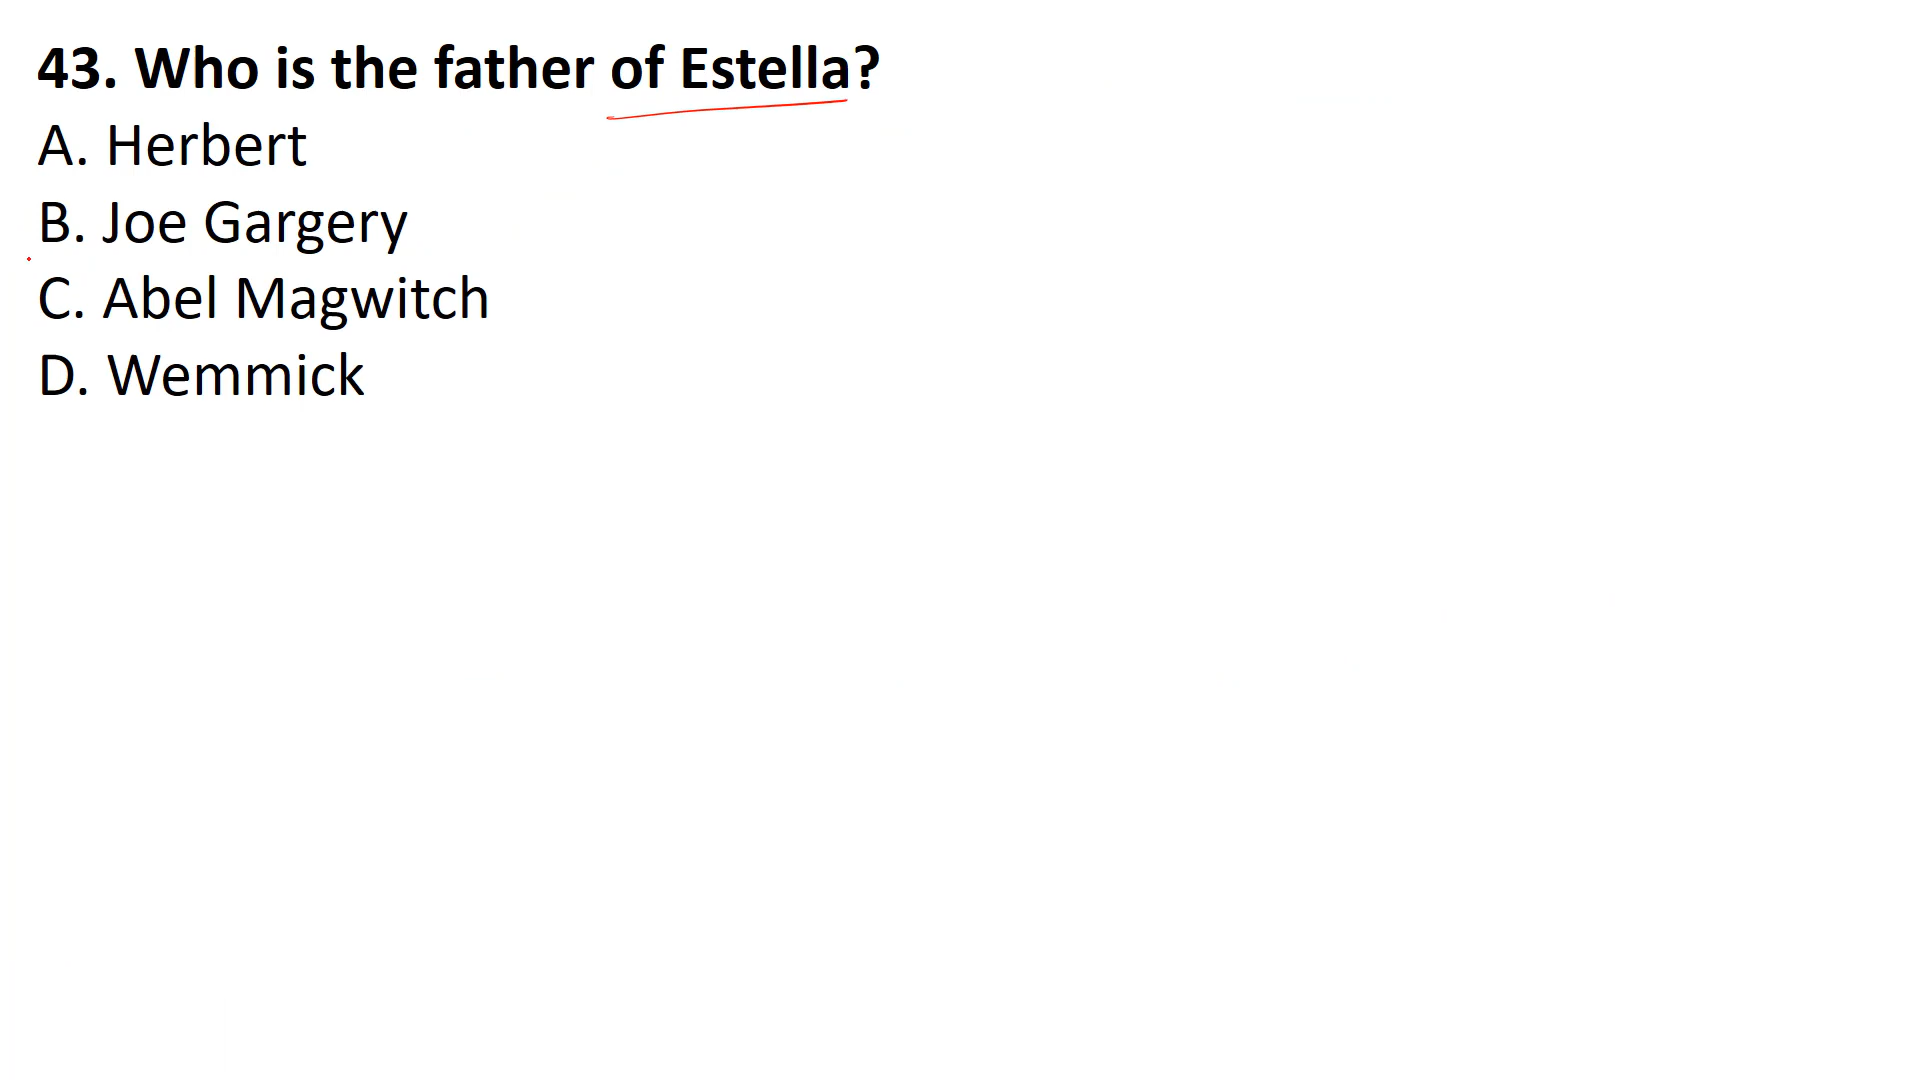 43. Who is the father of Estella?
A. Herbert
B. Joe Gargery
C. Abel Magwitch
D. Wemmick